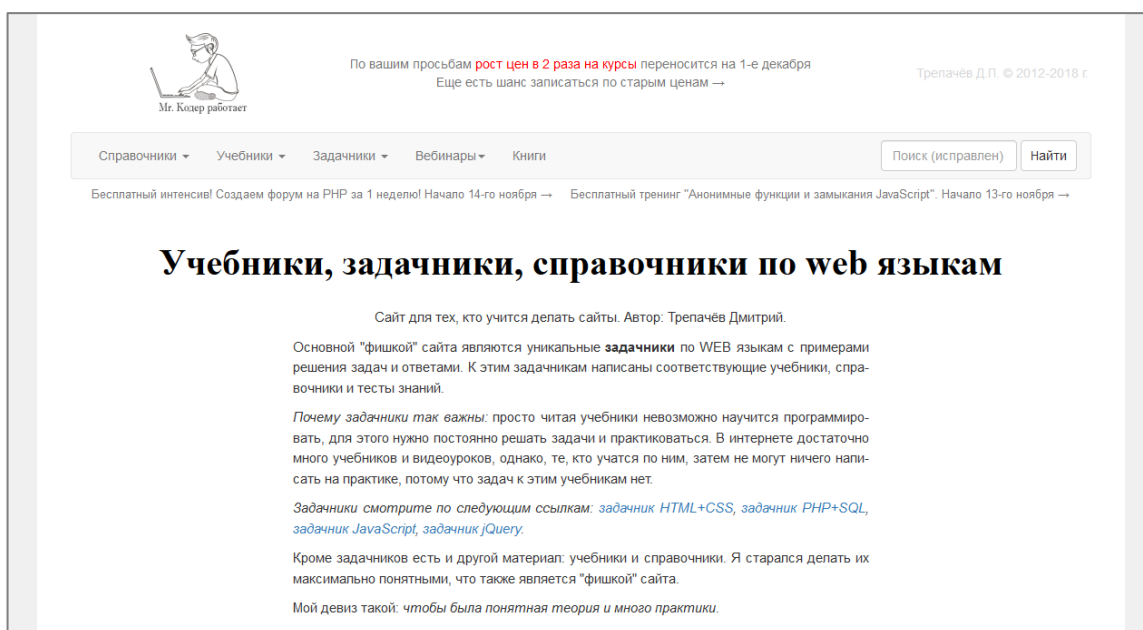 Mr. Кодер работает
По вашим просьбам рост цен в 2 раза на курсы переносится на 1-е декабря
Еще есть шанс записаться по старым ценам →
Трепачёв Д.П. © 2012-2018 г.
Справочники Учебники Задачники Вебинары Книги Поиск (исправлен) Найти
Бесплатный интенсив! Создаем форум на PHP за 1 неделю! Начало 14-го ноября → Бесплатный тренинг "Анонимные функции и замыкания JavaScript". Начало 13-го ноября →
Учебники, задачники, справочники по web языкам
Сайт для тех, кто учится делать сайты. Автор: Трепачёв Дмитрий.
Основной "фишкой" сайта являются уникальные задачники по WEB языкам с примерами
решения задач и ответами. К этим задачникам написаны соответствующие учебники, спра-
вочники и тесты знаний.
Почему задачники так важны: просто читая учебники невозможно научится программиро-
вать, для этого нужно постоянно решать задачи и практиковаться. В интернете достаточно
много учебников и видеоуроков, однако, те, кто учатся по ним, затем не могут ничего напи-
сать на практике, потому что задач к этим учебникам нет.
Задачники смотрите по следующим ссылкам: задачник HTML+CSS, задачник PHP+SQL,
задачник JavaScript, задачник jQuery.
Кроме задачников есть и другой материал: учебники и справочники. Я старался делать их
максимально понятными, что также является "фишкой" сайта.
Мой девиз такой: чтобы была понятная теория и много практики.